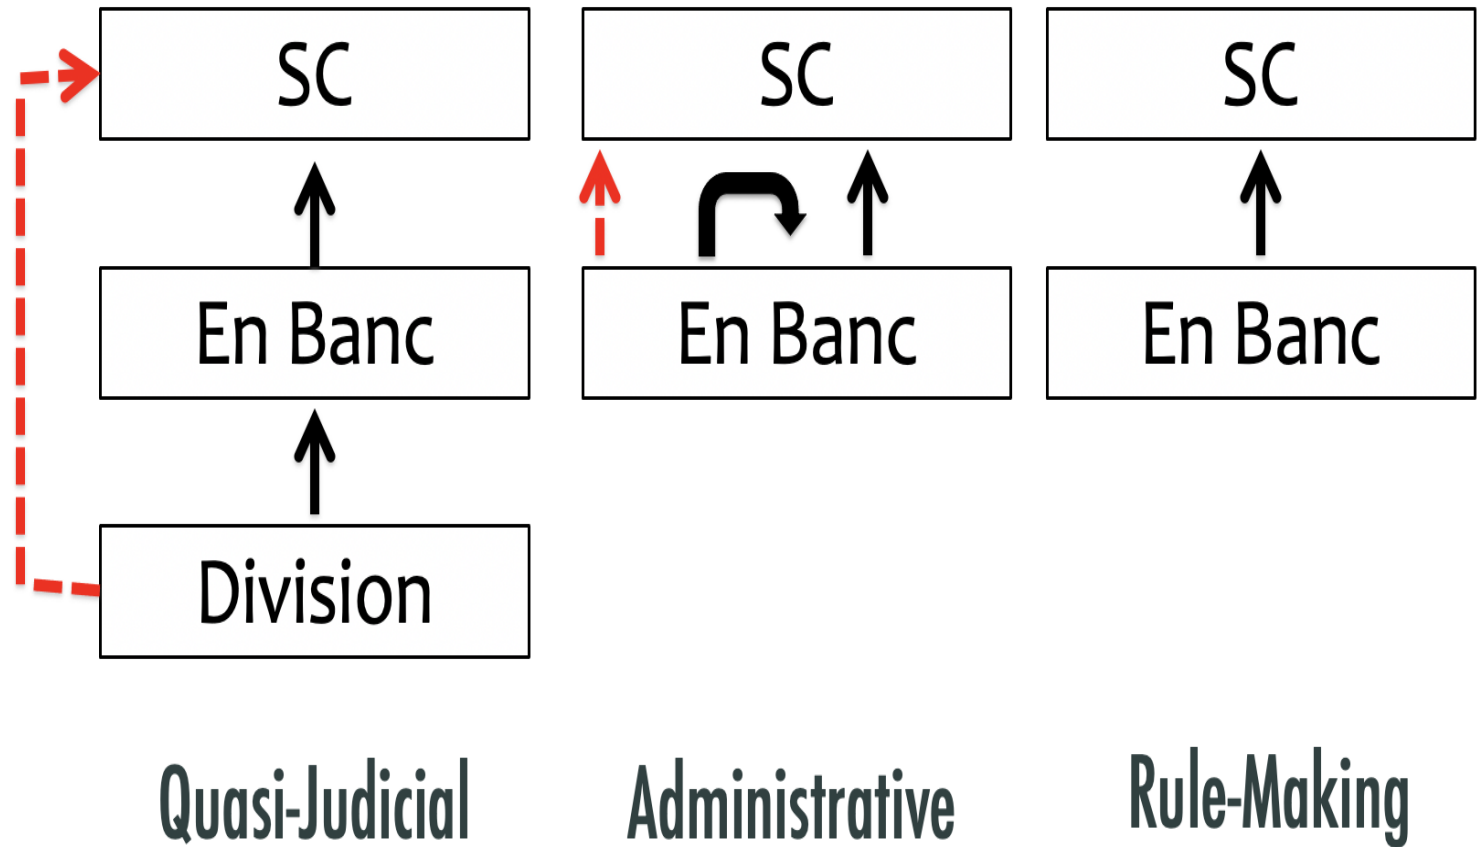 SC
SC
SC
En Banc
En Banc
En Banc
Division
Quasi-Judicial
Administrative
Rule-Making